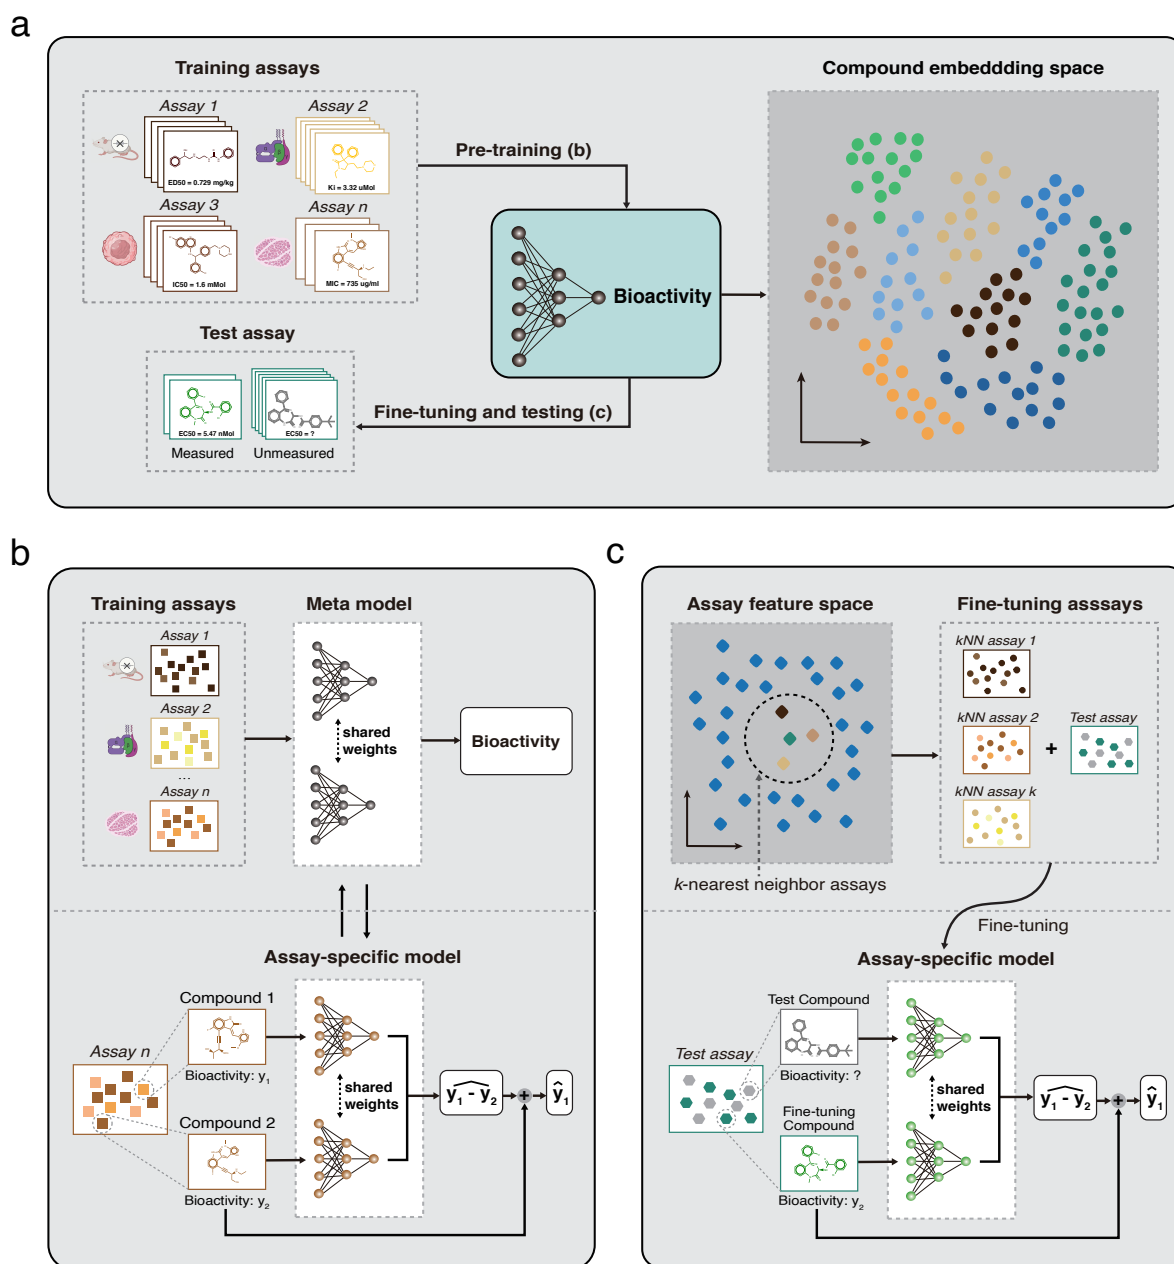 a
Training assays
Assay 1
Assay 2
ED50 = 0.729 mg/kg
Ki = 3.32 uMol
Assay 3
Assay n
IC50 = 1.6 mMol
MIC = 735 ug/ml
Pre-training (b)
Bioactivity
Compound embeddding space
Test assay
EC50 = 5.47 nMol
EC50 = ?
Measured
Unmeasured
Fine-tuning and testing (c)
b
Training assays
Meta model
Assay 1
Assay 2
...
Assay n
shared
weights
Bioactivity
Assay-specific model
Compound 1
Assay n
Bioactivity: y1
Compound 2
Bioactivity: y2
shared
weights
y1 - y2
+
ŷ1
c
Assay feature space
Fine-tuning asssays
kNN assay 1
kNN assay 2
Test assay
+
kNN assay k
k-nearest neighbor assays
Fine-tuning
Assay-specific model
Test Compound
Test assay
Bioactivity: ?
Fine-tuning
Compound
Bioactivity: y2
shared
weights
y1 - y2
+
ŷ1